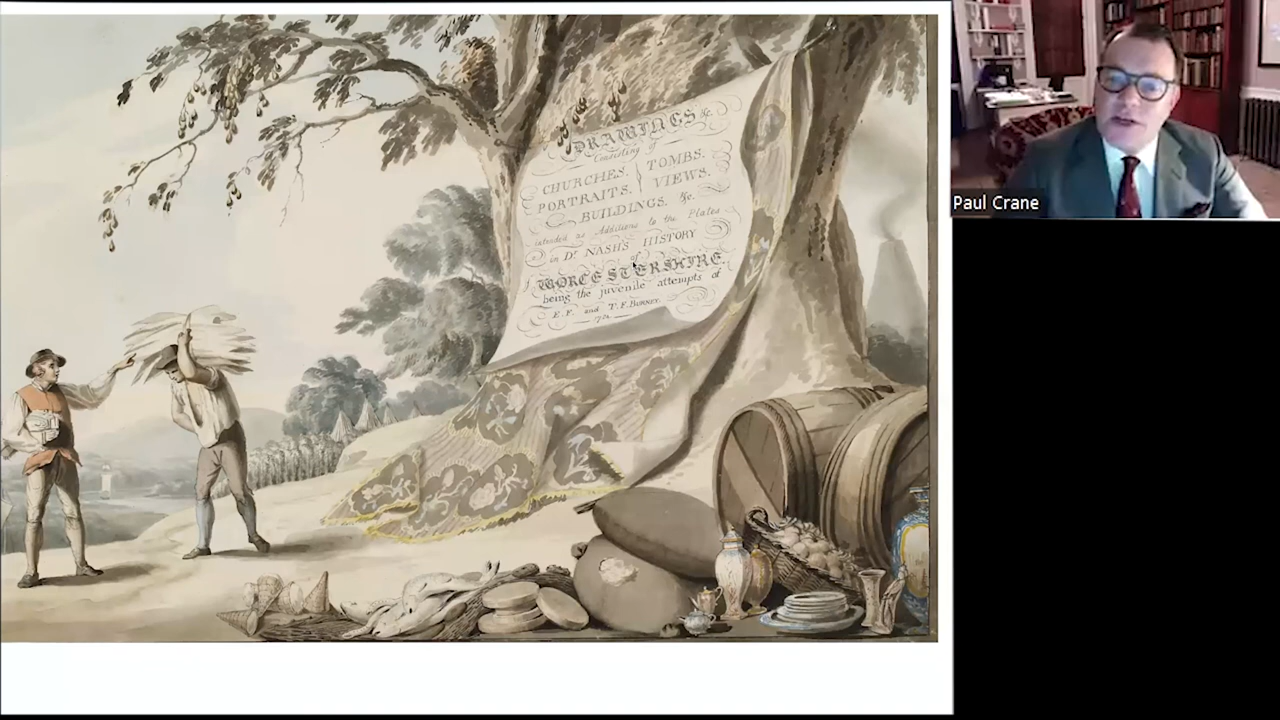 DRAWINGS &c.
Consisting of
CHURCHES. TOMBS.
PORTRAITS. VIEWS.
BUILDINGS. &c.
intended as Additions to the Plates
in Dr. NASH'S HISTORY
of
WORCESTERSHIRE.
being the juvenile attempts of
E.F. and T.F. BURNEY.
Paul Crane